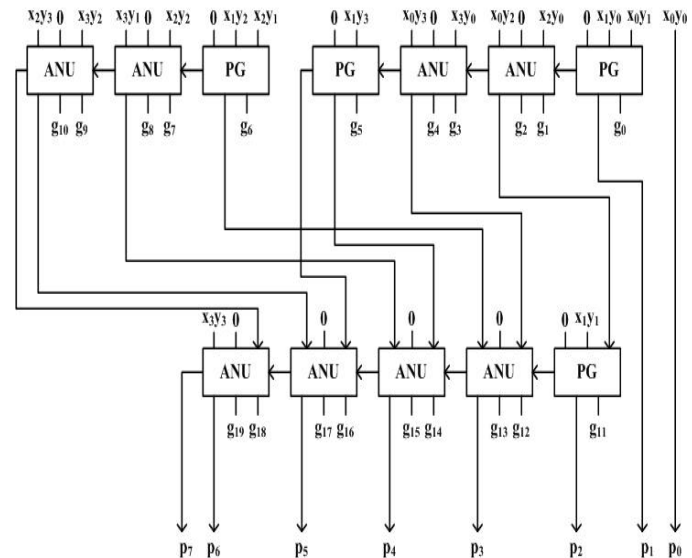 x₂y₃ 0 x₃y₂ x₃y₁ 0 x₂y₂ 0 x₁y₂ x₂y₁ 0 x₁y₃ x₀y₃ 0 x₃y₀ x₀y₂ 0 x₂y₀ 0 x₁y₀ x₀y₁ x₀y₀
ANU ANU PG PG ANU ANU PG
g₁₀ g₉ g₈ g₇ g₆ g₅ g₄ g₃ g₂ g₁ g₀
x₃y₃ 0 0 0 0 0 x₁y₁
ANU ANU ANU ANU PG
g₁₉ g₁₈ g₁₇ g₁₆ g₁₅ g₁₄ g₁₃ g₁₂ g₁₁
p₇ p₆ p₅ p₄ p₃ p₂ p₁ p₀